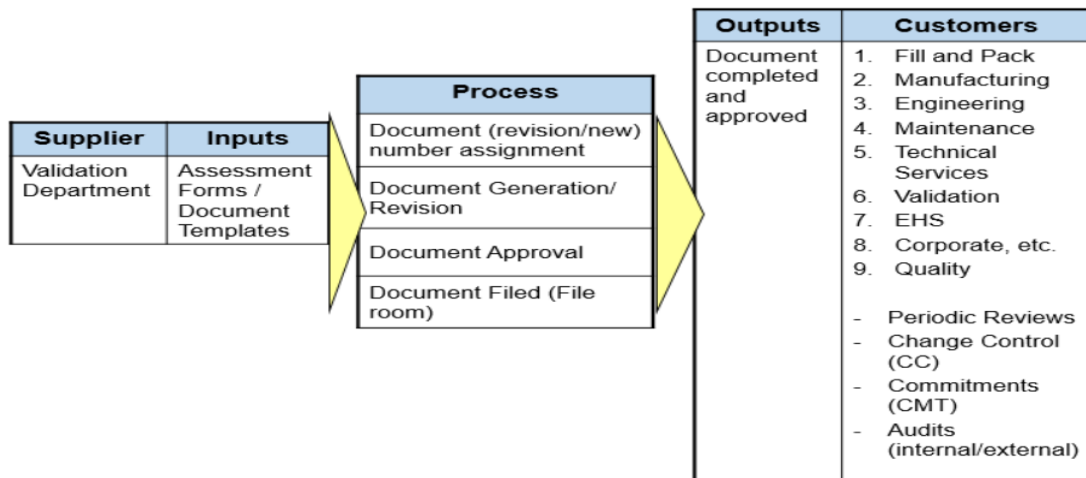 Supplier
Inputs
Validation
Department
Assessment
Forms /
Document
Templates
Process
Document (revision/new)
number assignment
Document Generation/
Revision
Document Approval
Document Filed (File
room)
Outputs
Customers
Document
completed
and
approved
1. Fill and Pack
2. Manufacturing
3. Engineering
4. Maintenance
5. Technical
Services
6. Validation
7. EHS
8. Corporate, etc.
9. Quality
- Periodic Reviews
- Change Control
(CC)
- Commitments
(CMT)
- Audits
(internal/external)